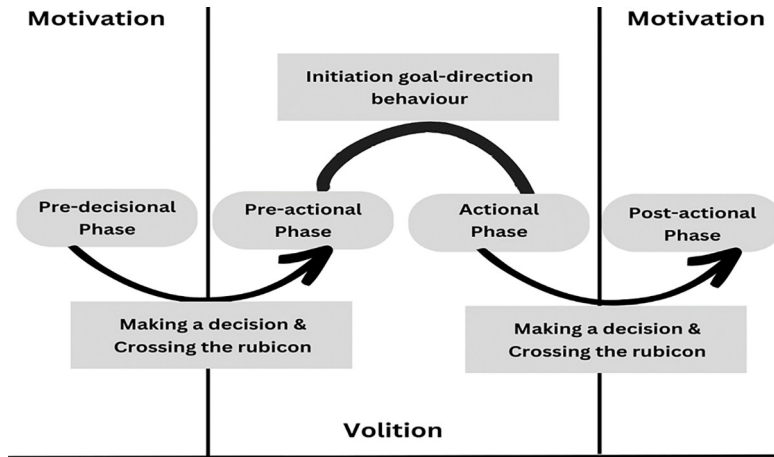 Motivation
Motivation
Initiation goal-direction
behaviour
Pre-decisional
Phase
Pre-actional
Phase
Actional
Phase
Post-actional
Phase
Making a decision &
Crossing the rubicon
Making a decision &
Crossing the rubicon
Volition